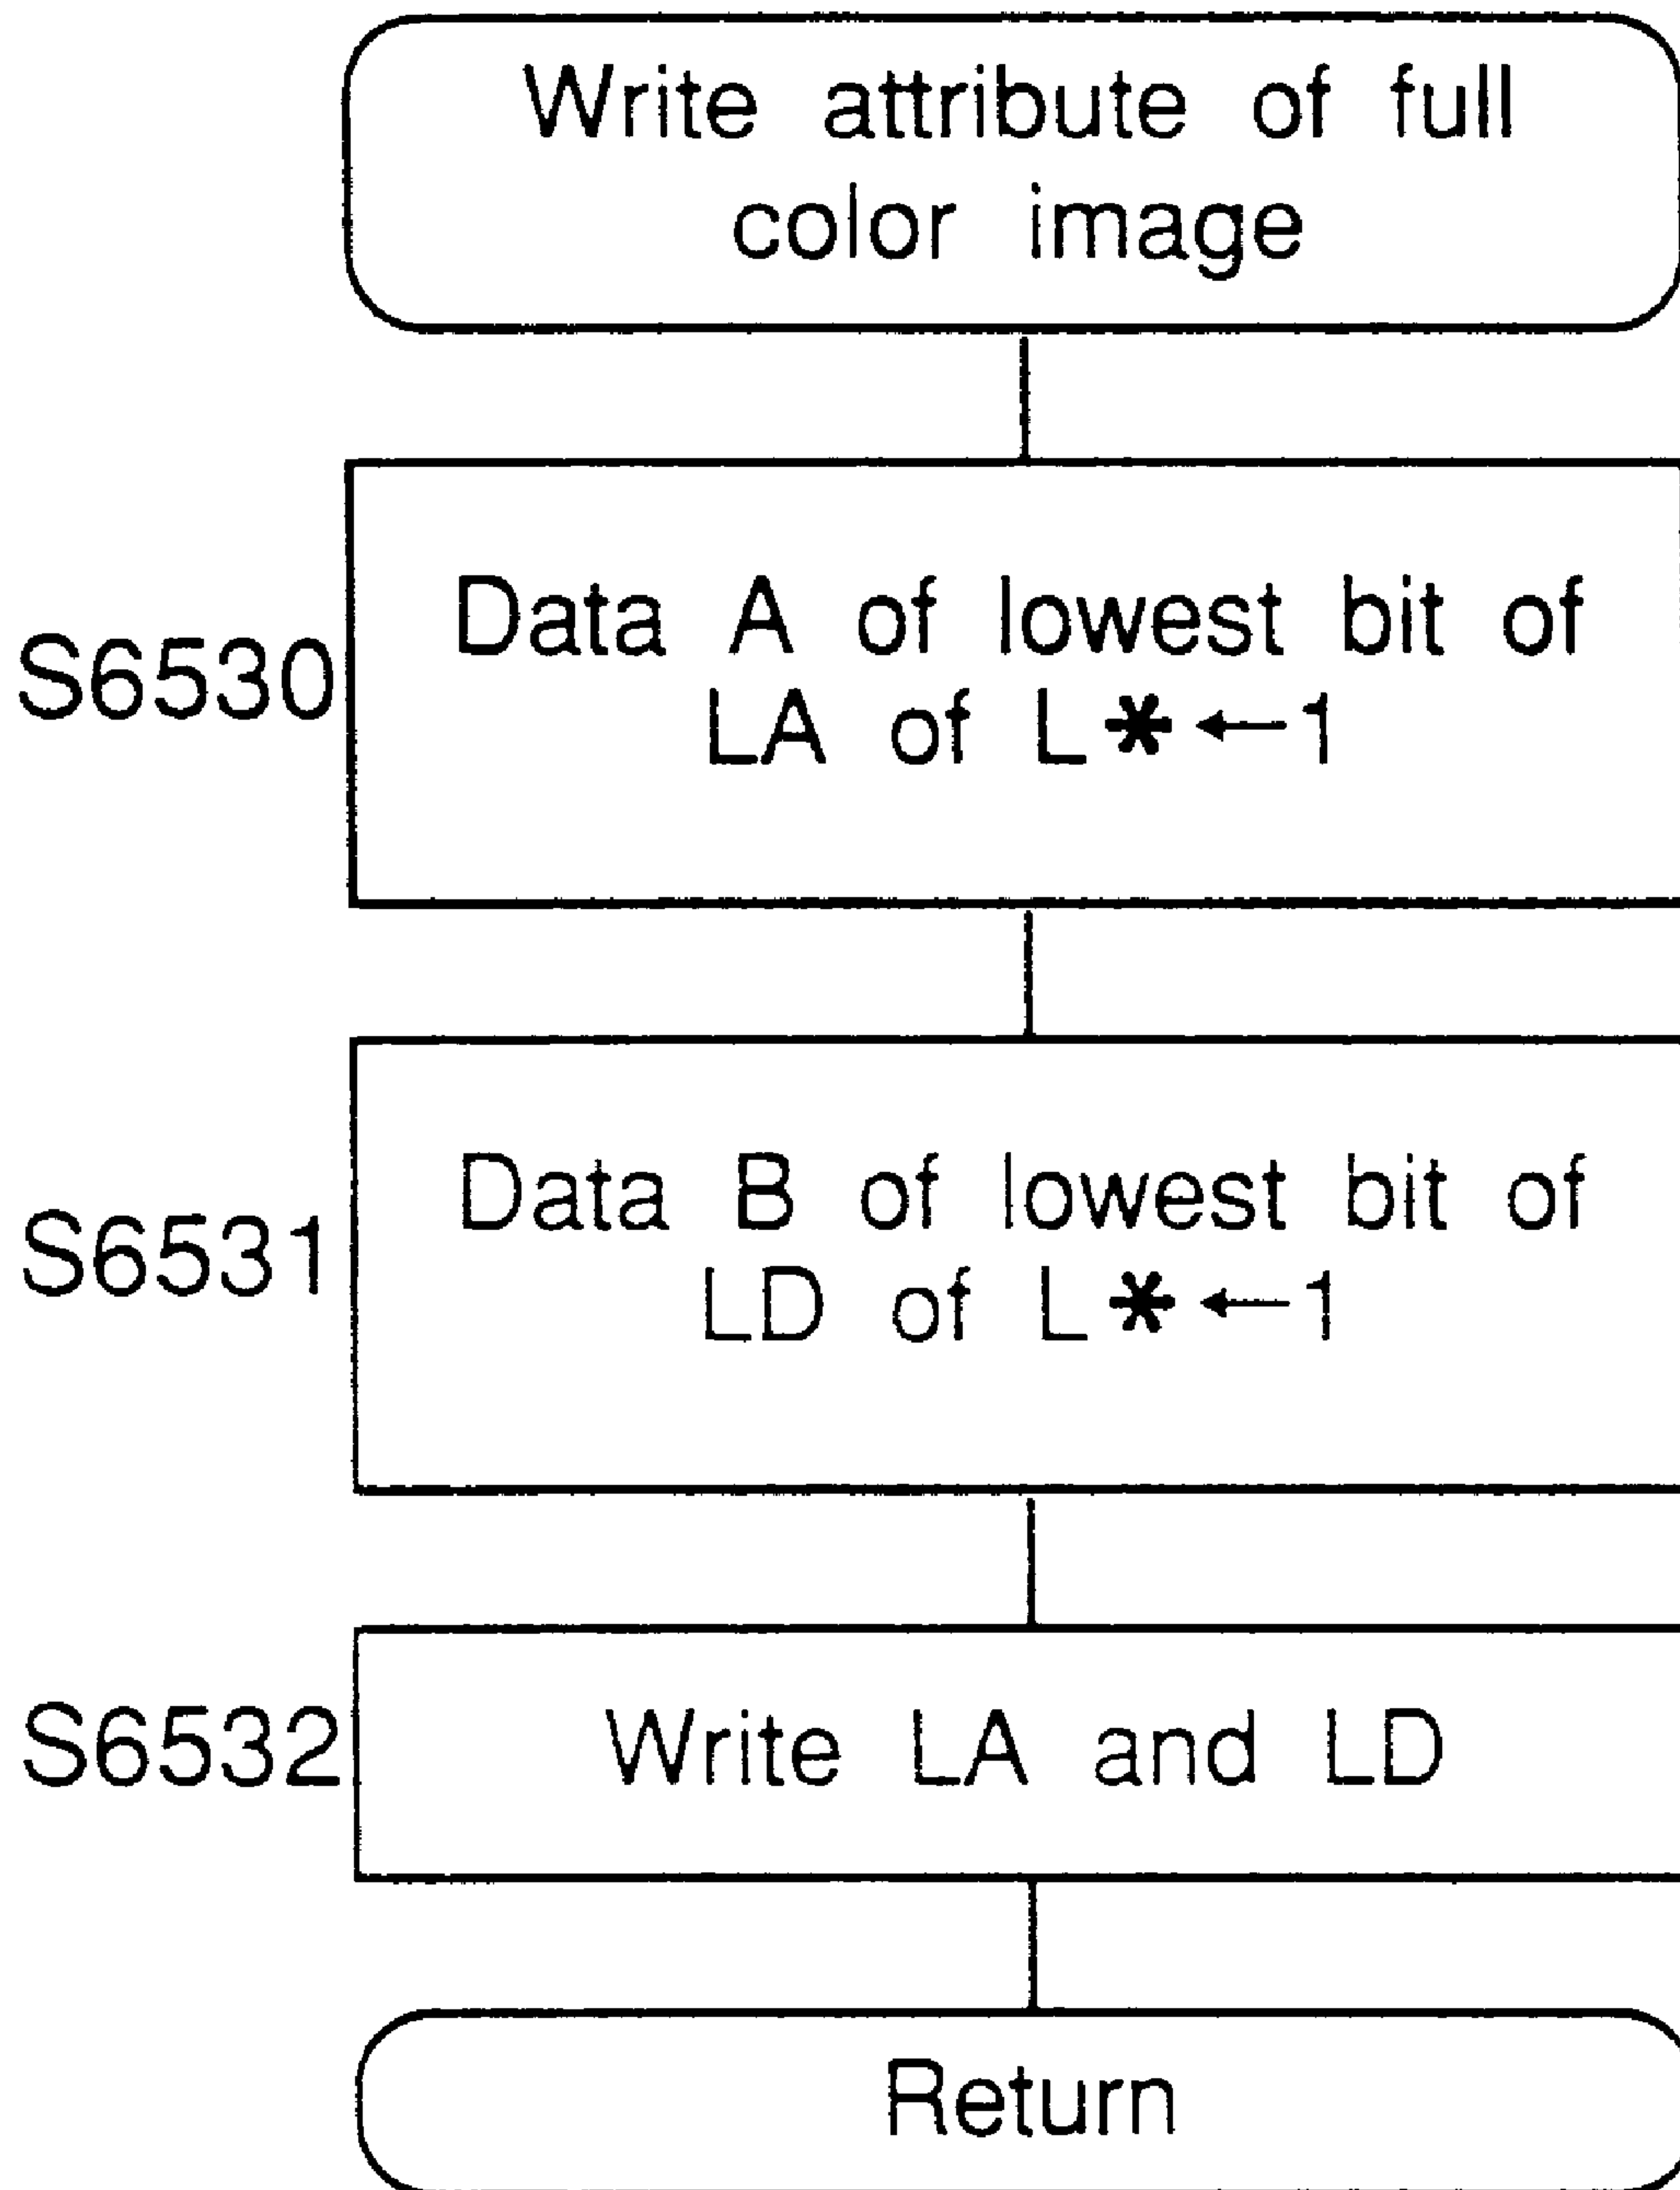 Write attribute of full
color image
S6530
Data A of lowest bit of
LA of L*←1
S6531
Data B of lowest bit of
LD of L*←1
S6532
Write LA and LD
Return